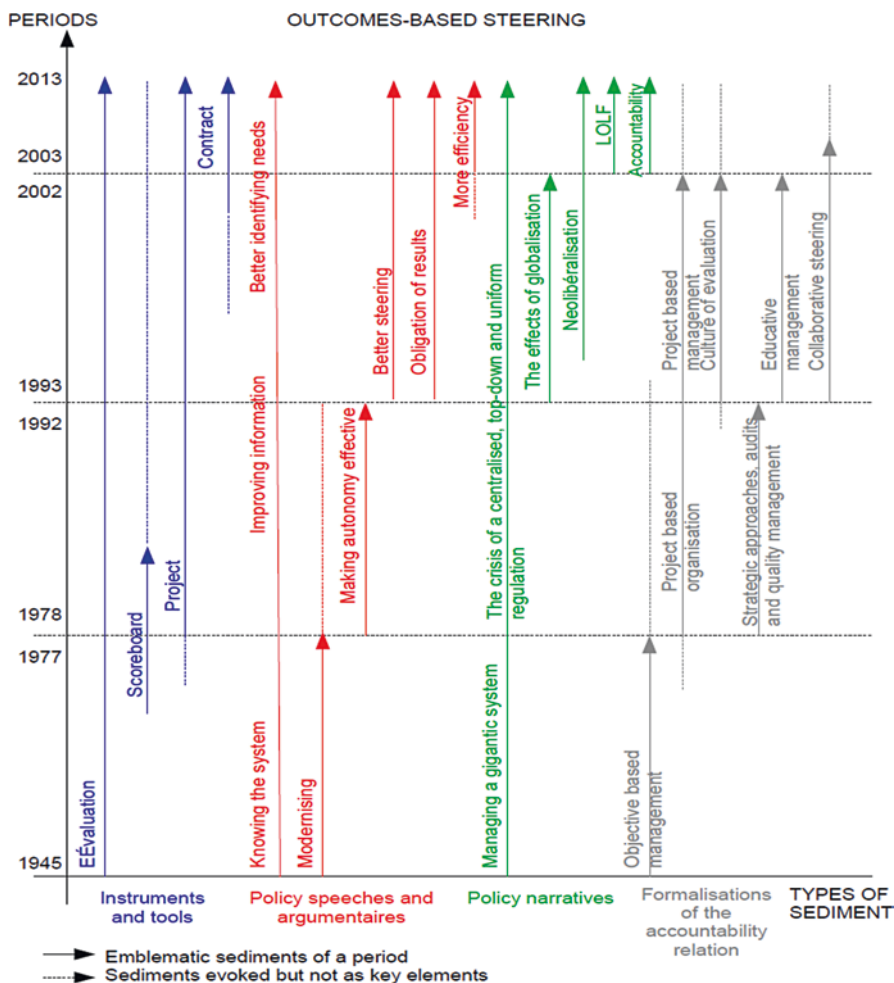 PERIODS
OUTCOMES-BASED STEERING
2013
2003
2002
1993
1992
1978
1977
1945
EÉvaluation
Scoreboard
Project
Contract
Knowing the system
Improving information
Better identifying needs
Modernising
Making autonomy effective
Better steering
Obligation of results
More efficiency
Managing a gigantic system
The crisis of a centralised, top-down and uniform
regulation
The effects of globalisation
Neolibéralisation
LOLF
Accountability
Objective based
management
Project based
organisation
Project based
management
Culture of evaluation
Strategic approaches, audits
and quality management
Educative
management
Collaborative steering
Instruments
and tools
Policy speeches and
argumentaires
Policy narratives
Formalisations
of the
accountability
relation
TYPES OF
SEDIMENT
Emblematic sediments of a period
Sediments evoked but not as key elements